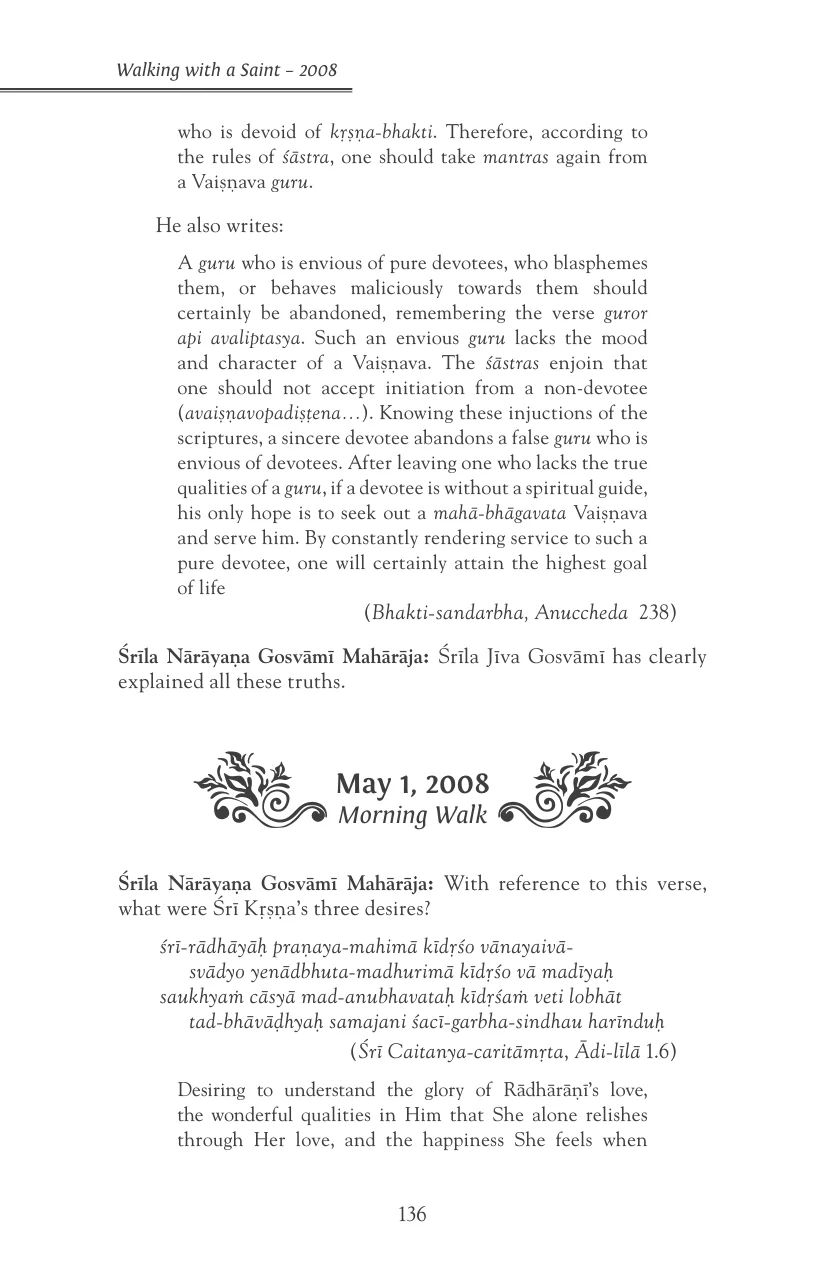 Walking with a Saint – 2008
who is devoid of kṛṣṇa-bhakti. Therefore, according to
the rules of śāstra, one should take mantras again from
a Vaiṣṇava guru.
He also writes:
A guru who is envious of pure devotees, who blasphemes
them, or behaves maliciously towards them should
certainly be abandoned, remembering the verse guror
api avaliptasya. Such an envious guru lacks the mood
and character of a Vaiṣṇava. The śāstras enjoin that
one should not accept initiation from a non-devotee
(avaiṣṇavopadiṣṭena…). Knowing these injuctions of the
scriptures, a sincere devotee abandons a false guru who is
envious of devotees. After leaving one who lacks the true
qualities of a guru, if a devotee is without a spiritual guide,
his only hope is to seek out a mahā-bhāgavata Vaiṣṇava
and serve him. By constantly rendering service to such a
pure devotee, one will certainly attain the highest goal
of life
(Bhakti-sandarbha, Anuccheda 238)
Śrīla Nārāyaṇa Gosvāmī Mahārāja: Śrīla Jīva Gosvāmī has clearly
explained all these truths.
May 1, 2008
Morning Walk
Śrīla Nārāyaṇa Gosvāmī Mahārāja: With reference to this verse,
what were Śrī Kṛṣṇa's three desires?
śrī-rādhāyāḥ praṇaya-mahimā kīdṛśo vānayaivā-
svādyo yenādbhuta-madhurimā kīdṛśo vā madīyaḥ
saukhyaṁ cāsyā mad-anubhavataḥ kīdṛśaṁ veti lobhāt
tad-bhāvāḍhyaḥ samajani śacī-garbha-sindhau harīnduḥ
(Śrī Caitanya-caritāmṛta, Ādi-līlā 1.6)
Desiring to understand the glory of Rādhārāṇī's love,
the wonderful qualities in Him that She alone relishes
through Her love, and the happiness She feels when
136